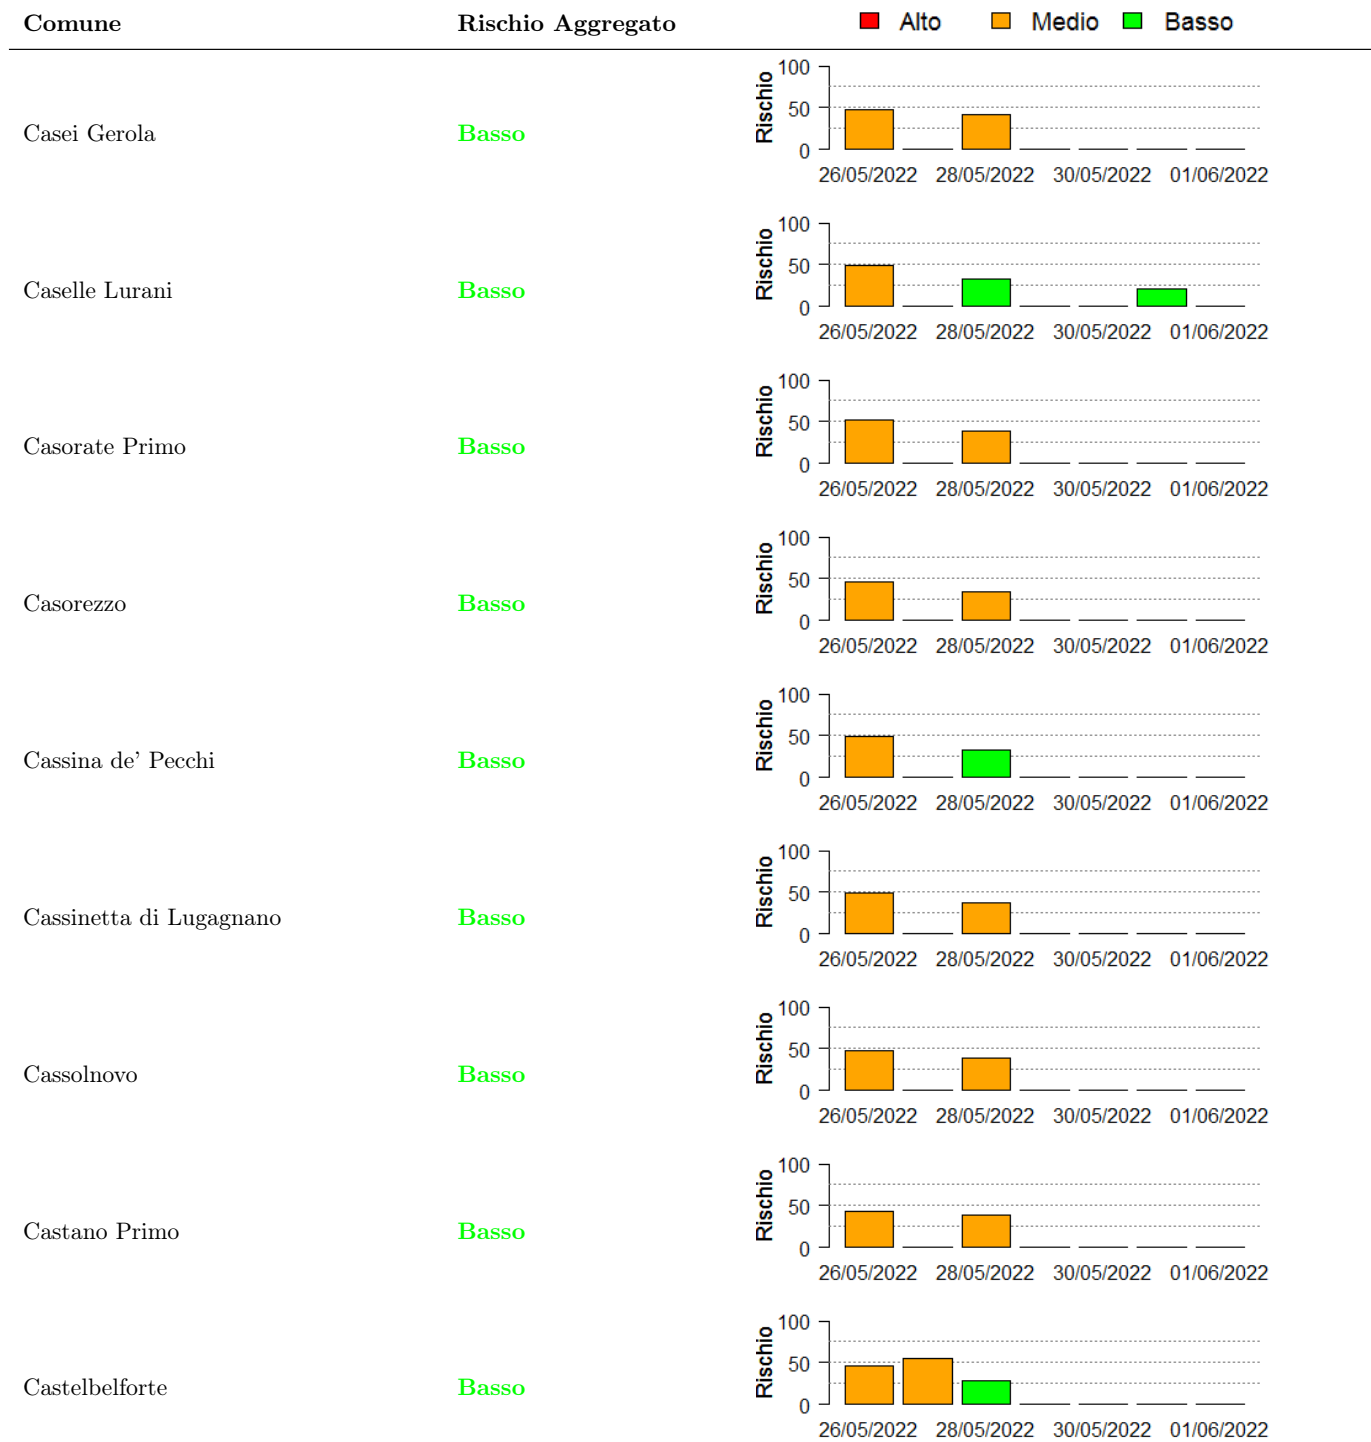 Comune Rischio Aggregato Alto Medio Basso
100
50
0
Rischio
Casei Gerola Basso
26/05/2022 28/05/2022 30/05/2022 01/06/2022
100
50
0
Rischio
Caselle Lurani Basso
26/05/2022 28/05/2022 30/05/2022 01/06/2022
100
50
0
Rischio
Casorate Primo Basso
26/05/2022 28/05/2022 30/05/2022 01/06/2022
100
50
0
Rischio
Casorezzo Basso
26/05/2022 28/05/2022 30/05/2022 01/06/2022
100
50
0
Rischio
Cassina de' Pecchi Basso
26/05/2022 28/05/2022 30/05/2022 01/06/2022
100
50
0
Rischio
Cassinetta di Lugagnano Basso
26/05/2022 28/05/2022 30/05/2022 01/06/2022
100
50
0
Rischio
Cassolnovo Basso
26/05/2022 28/05/2022 30/05/2022 01/06/2022
100
50
0
Rischio
Castano Primo Basso
26/05/2022 28/05/2022 30/05/2022 01/06/2022
100
50
0
Rischio
Castelbelforte Basso
26/05/2022 28/05/2022 30/05/2022 01/06/2022